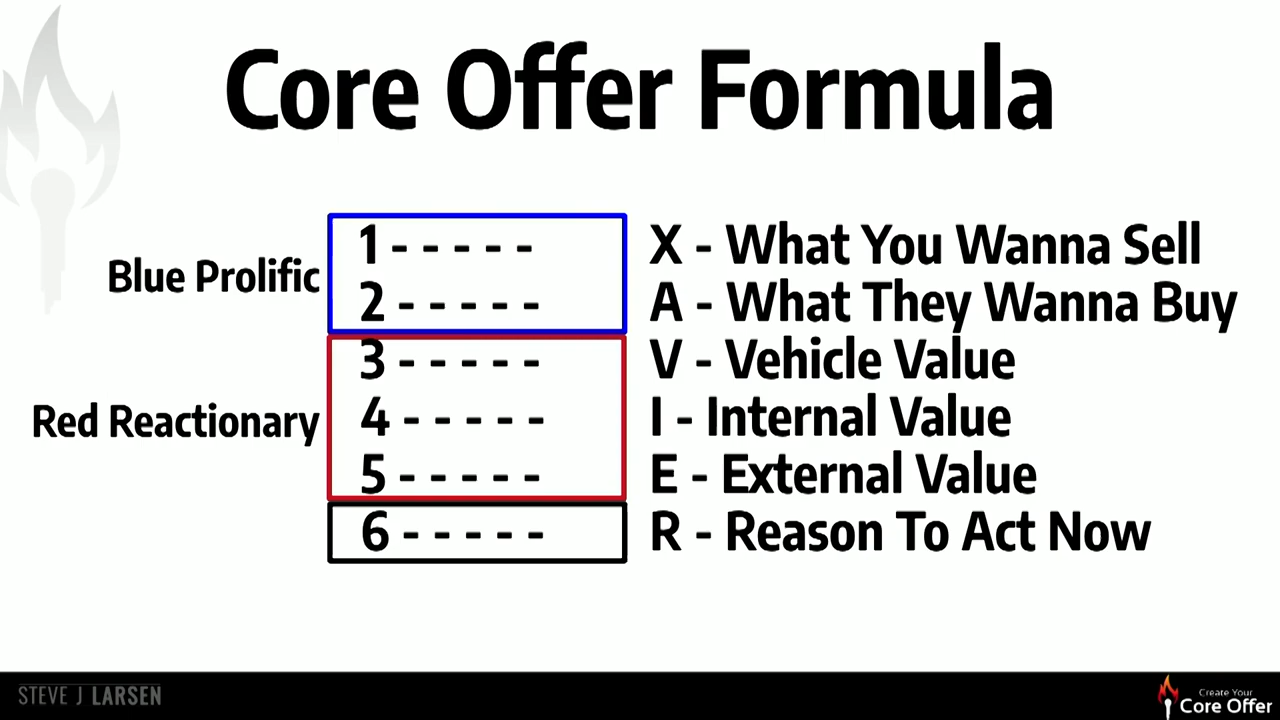 Core Offer Formula
Blue Prolific
1 - - - - - X - What You Wanna Sell
2 - - - - - A - What They Wanna Buy
Red Reactionary
3 - - - - - V - Vehicle Value
4 - - - - - I - Internal Value
5 - - - - - E - External Value
6 - - - - - R - Reason To Act Now
STEVE J LARSEN
Create Your
Core Offer